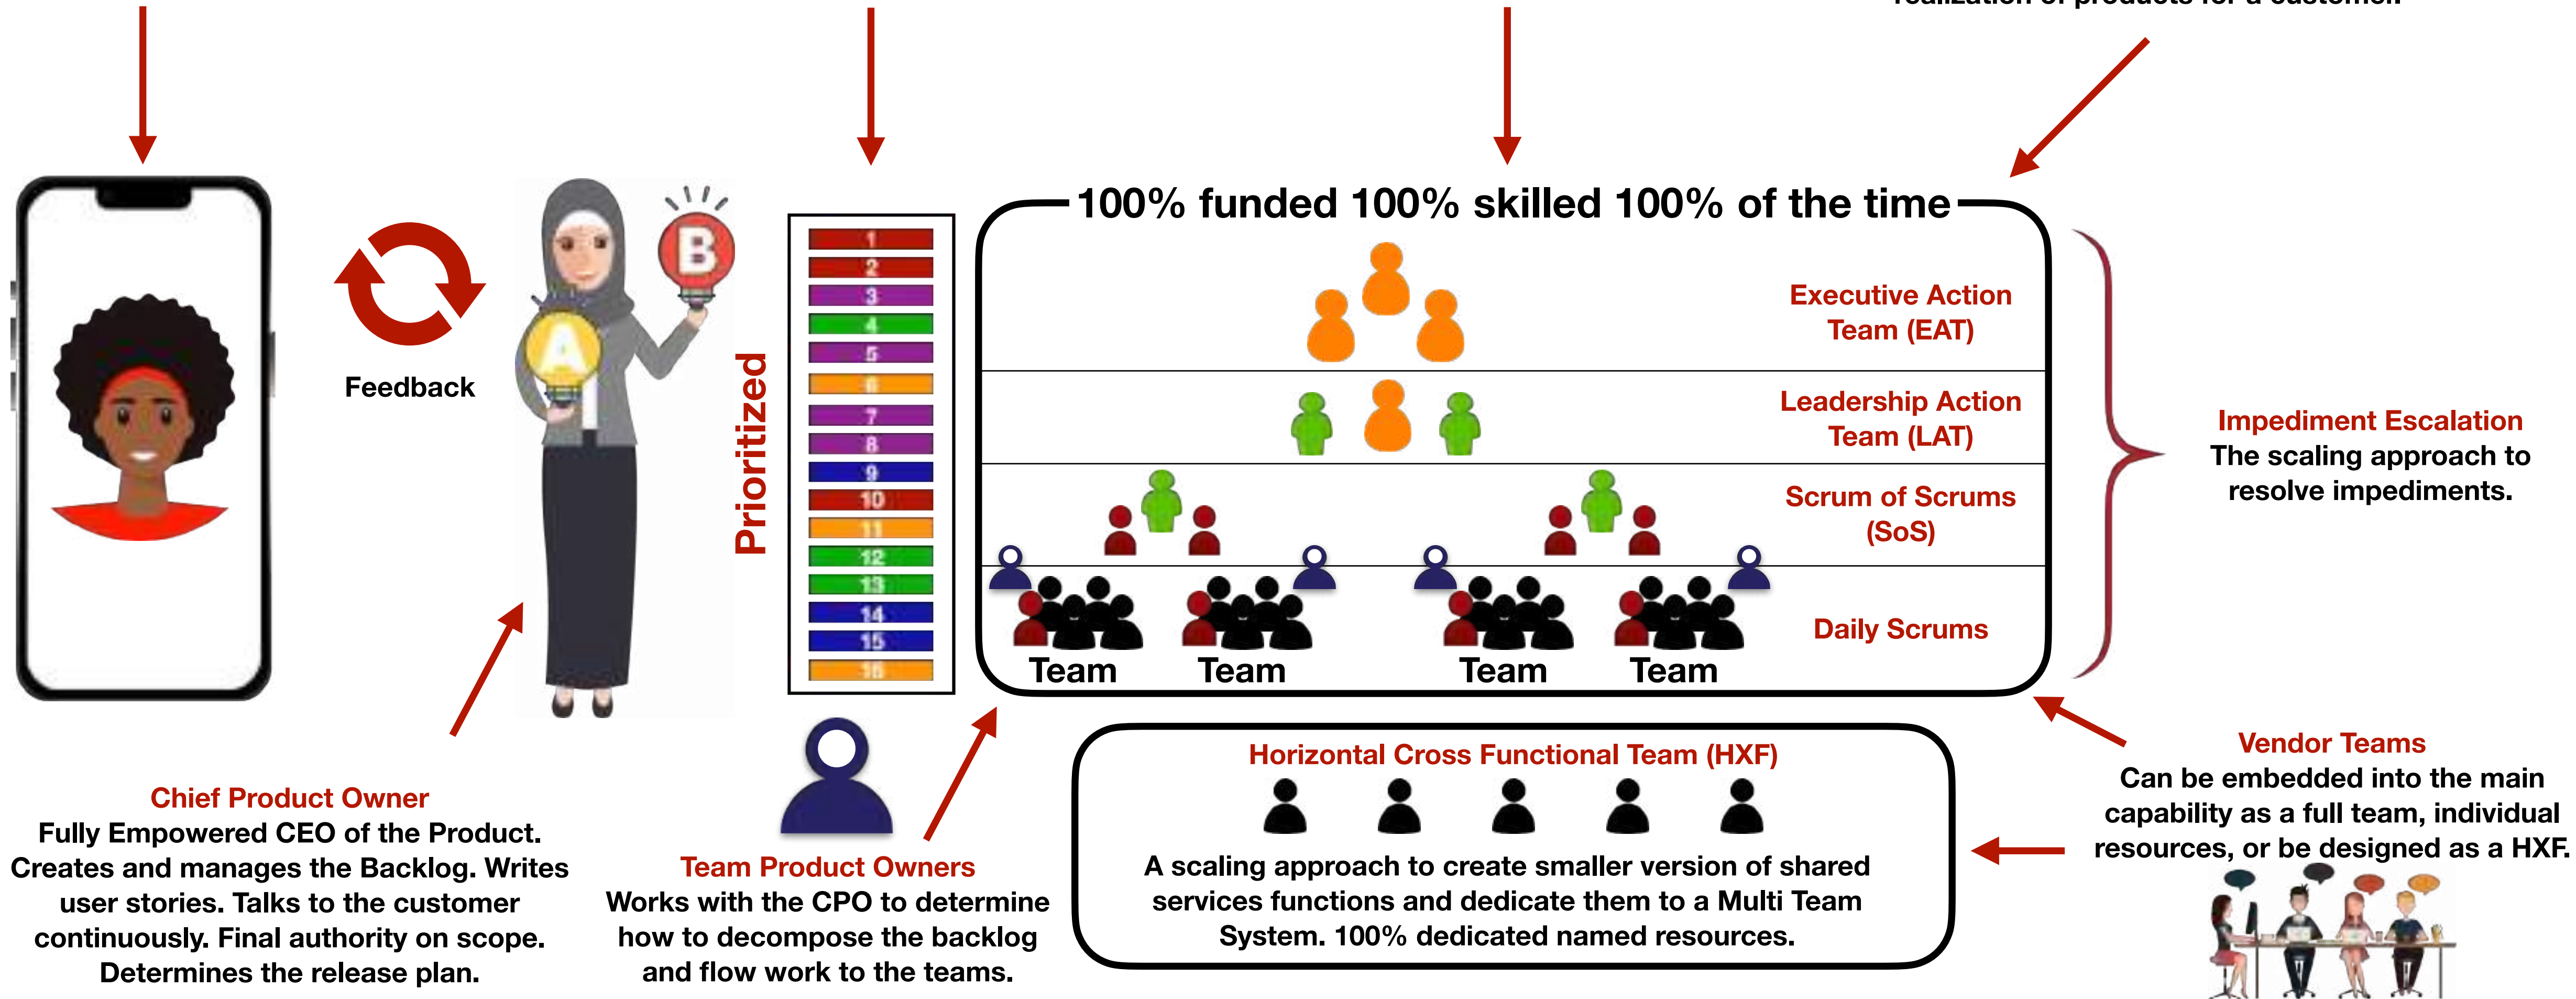 100% funded 100% skilled 100% of the time
B
A
Feedback
Prioritized
1
2
3
4
5
6
7
8
9
10
11
12
13
14
15
16
Executive Action
Team (EAT)
Leadership Action
Team (LAT)
Scrum of Scrums
(SoS)
Daily Scrums
Team
Team
Team
Team
Impediment Escalation
The scaling approach to
resolve impediments.
Chief Product Owner
Fully Empowered CEO of the Product.
Creates and manages the Backlog. Writes
user stories. Talks to the customer
continuously. Final authority on scope.
Determines the release plan.
Team Product Owners
Works with the CPO to determine
how to decompose the backlog
and flow work to the teams.
Horizontal Cross Functional Team (HXF)
A scaling approach to create smaller version of shared
services functions and dedicate them to a Multi Team
System. 100% dedicated named resources.
Vendor Teams
Can be embedded into the main
capability as a full team, individual
resources, or be designed as a HXF.